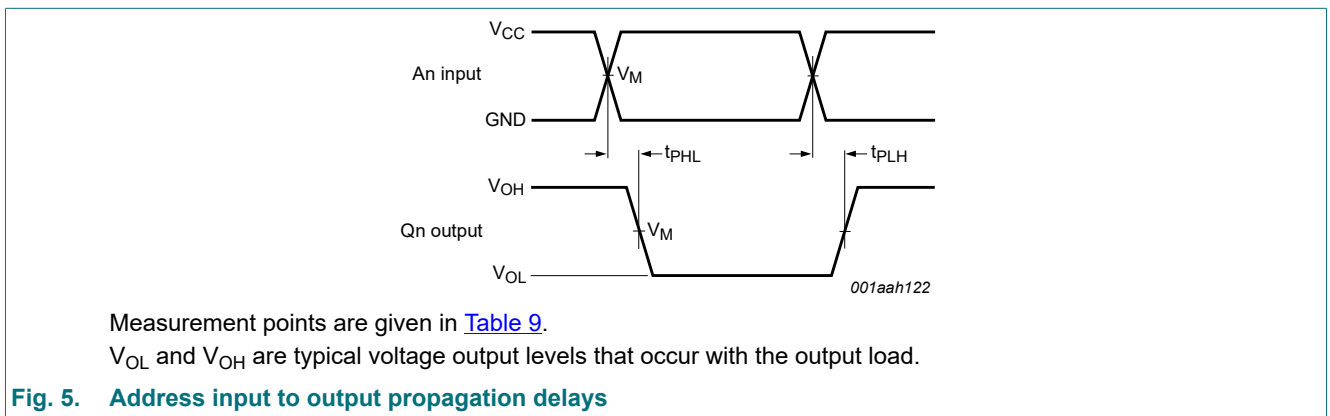 VCC
An input
VM
GND
tPHL
tPLH
VOH
Qn output
VM
VOL
001aah122
Measurement points are given in Table 9.
VOL and VOH are typical voltage output levels that occur with the output load.
Fig. 5. Address input to output propagation delays